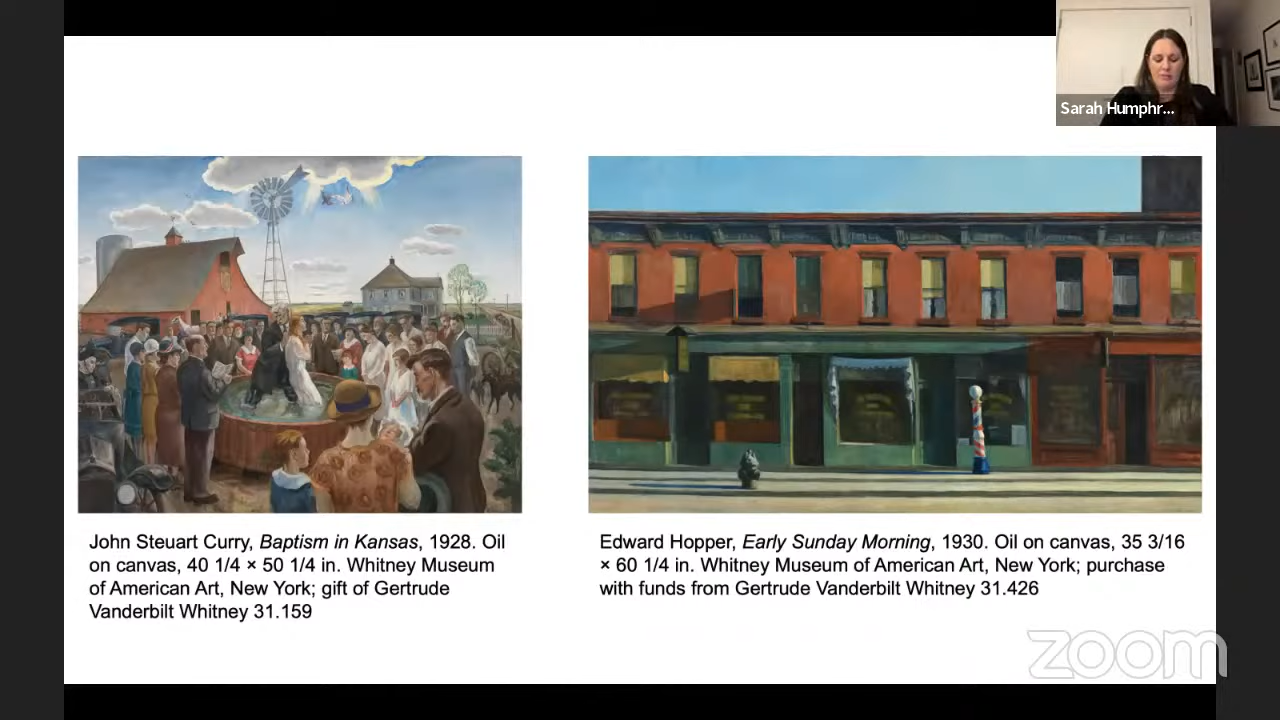 Sarah Humphr...
John Steuart Curry, Baptism in Kansas, 1928. Oil
on canvas, 40 1/4 × 50 1/4 in. Whitney Museum
of American Art, New York; gift of Gertrude
Vanderbilt Whitney 31.159
Edward Hopper, Early Sunday Morning, 1930. Oil on canvas, 35 3/16
× 60 1/4 in. Whitney Museum of American Art, New York; purchase
with funds from Gertrude Vanderbilt Whitney 31.426
zoom